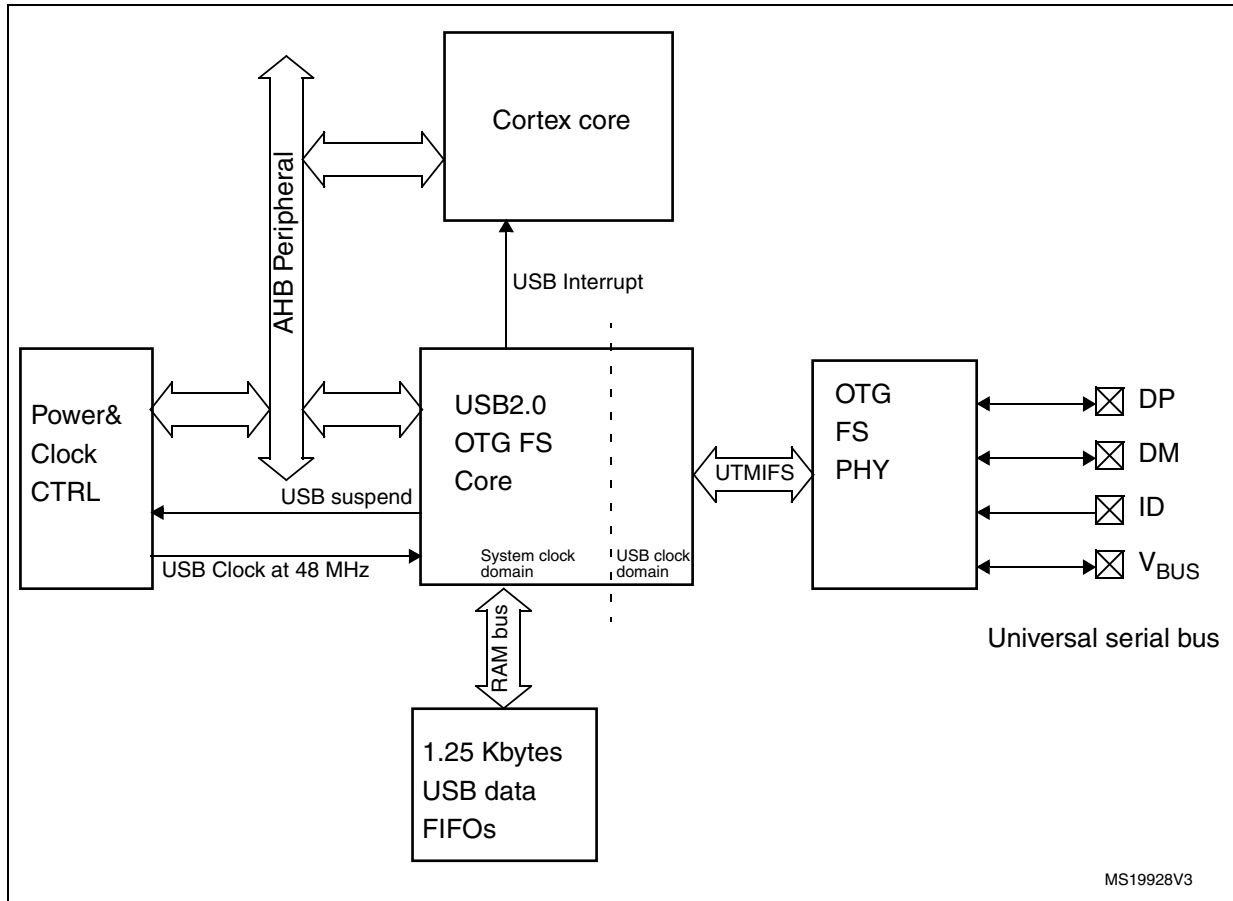 Cortex core
AHB Peripheral
USB Interrupt
Power&
Clock
CTRL
USB2.0
OTG FS
Core
OTG
FS
PHY
DP
DM
ID
VBUS
UTMIFS
USB suspend
USB Clock at 48 MHz
System clock
domain
USB clock
domain
Universal serial bus
RAM bus
1.25 Kbytes
USB data
FIFOs
MS19928V3